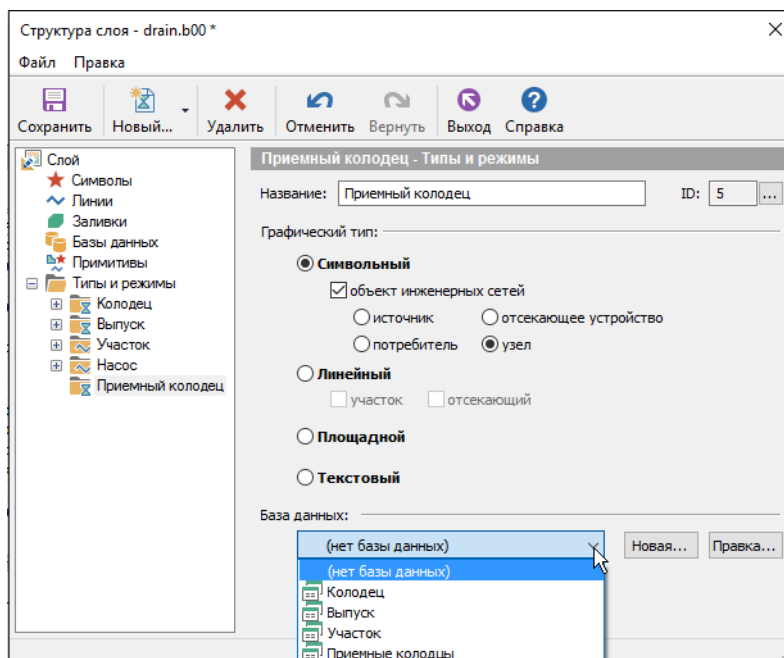 Структура слоя - drain.b00 *
Файл Правка
Сохранить Новый... Удалить Отменить Вернуть Выход Справка
Слой
Символы
Линии
Заливки
Базы данных
Примитивы
Типы и режимы
Колодец
Выпуск
Участок
Насос
Приемный колодец
Приемный колодец - Типы и режимы
Название: Приемный колодец ID: 5 ...
Графический тип:
Символьный
объект инженерных сетей
источник отсекающее устройство
потребитель узел
Линейный
участок отсекающий
Площадной
Текстовый
База данных:
(нет базы данных) Новая... Правка...
(нет базы данных)
Колодец
Выпуск
Участок
Приемные колодцы